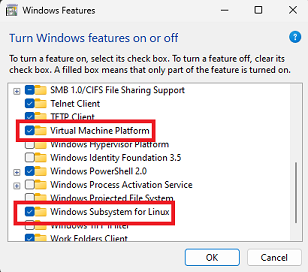 Windows Features
Turn Windows features on or off
To turn a feature on, select its check box. To turn a feature off, clear its
check box. A filled box means that only part of the feature is turned on.
SMB 1.0/CIFS File Sharing Support
Telnet Client
TFTP Client
Virtual Machine Platform
Windows Hypervisor Platform
Windows Identity Foundation 3.5
Windows PowerShell 2.0
Windows Process Activation Service
Windows Projected File System
Windows Subsystem for Linux
Windows TIFF IFilter
Work Folders Client
OK
Cancel